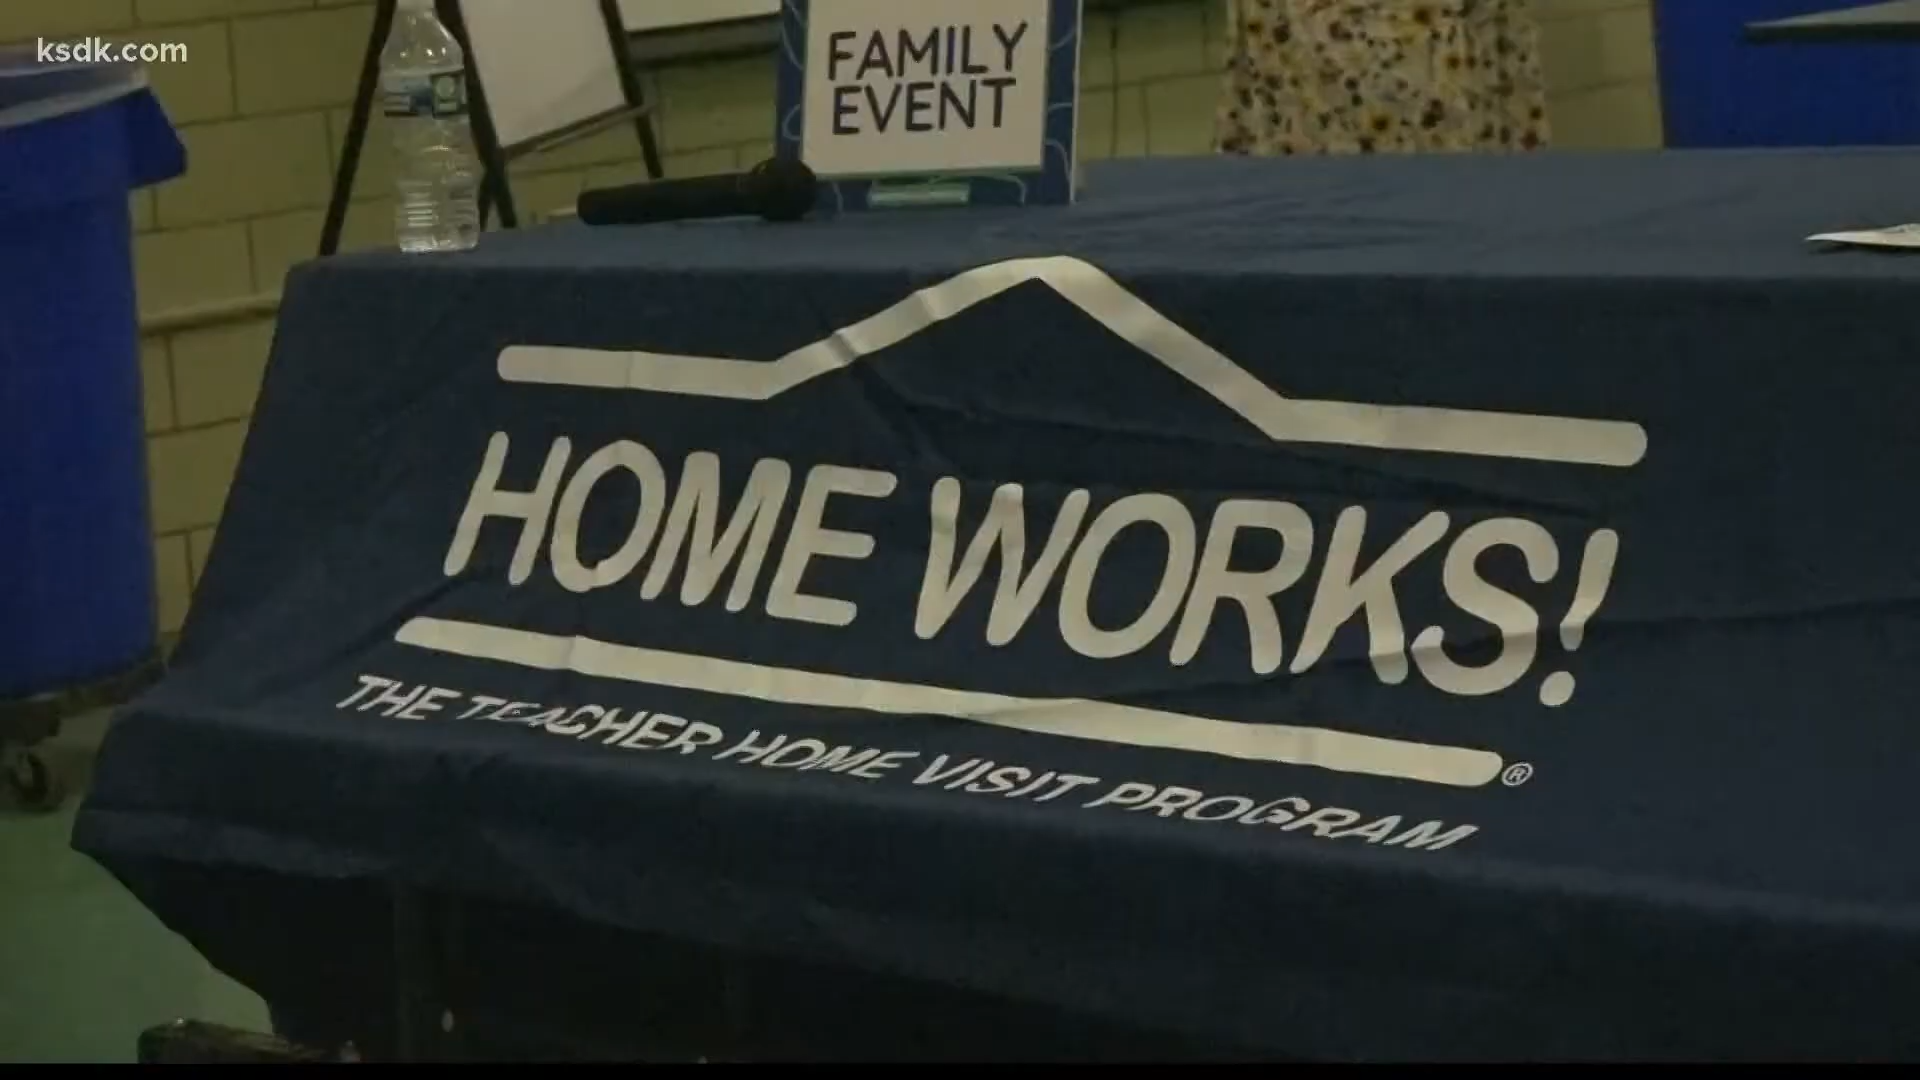 ksdk.com
FAMILY
EVENT
HOME WORKS!
®
THE TEACHER HOME VISIT PROGRAM